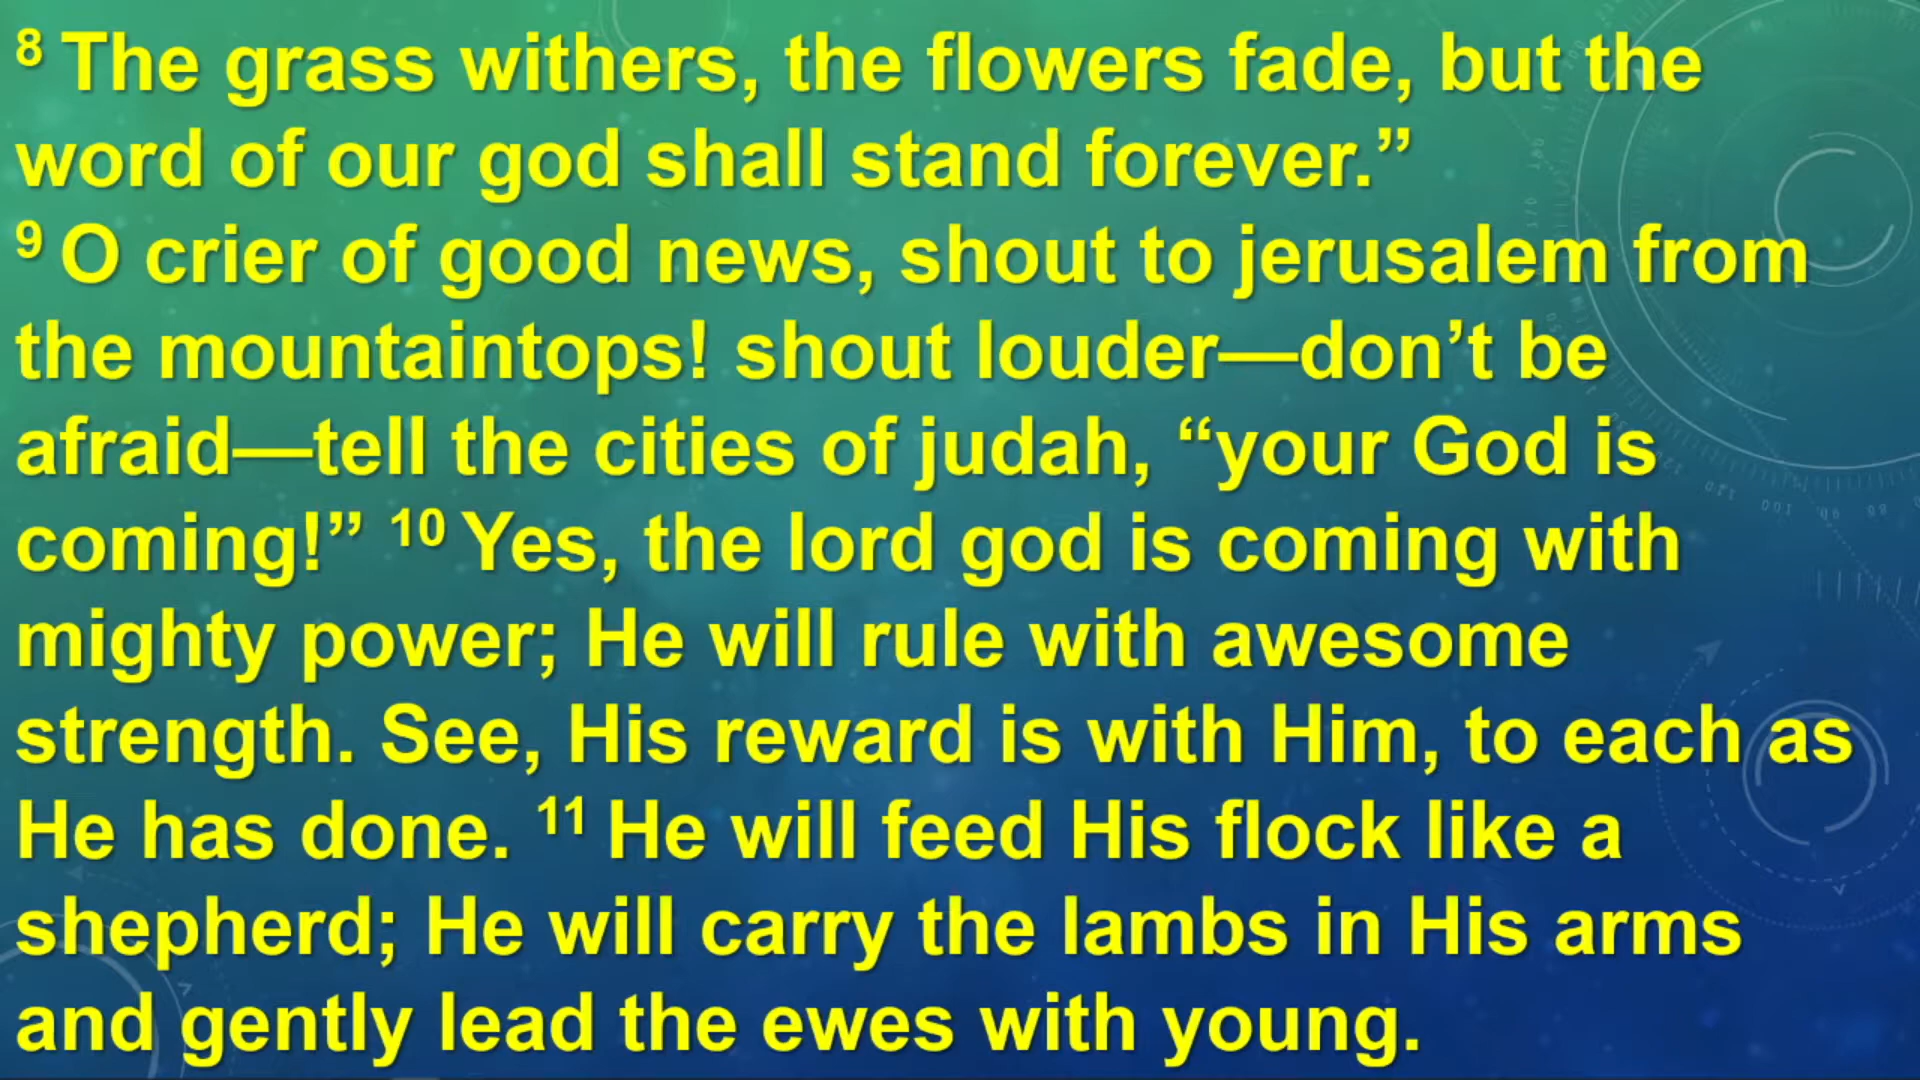 8 The grass withers, the flowers fade, but the
word of our god shall stand forever.”
9 O crier of good news, shout to jerusalem from
the mountaintops! shout louder—don’t be
afraid—tell the cities of judah, “your God is
coming!” 10 Yes, the lord god is coming with
mighty power; He will rule with awesome
strength. See, His reward is with Him, to each as
He has done. 11 He will feed His flock like a
shepherd; He will carry the lambs in His arms
and gently lead the ewes with young.